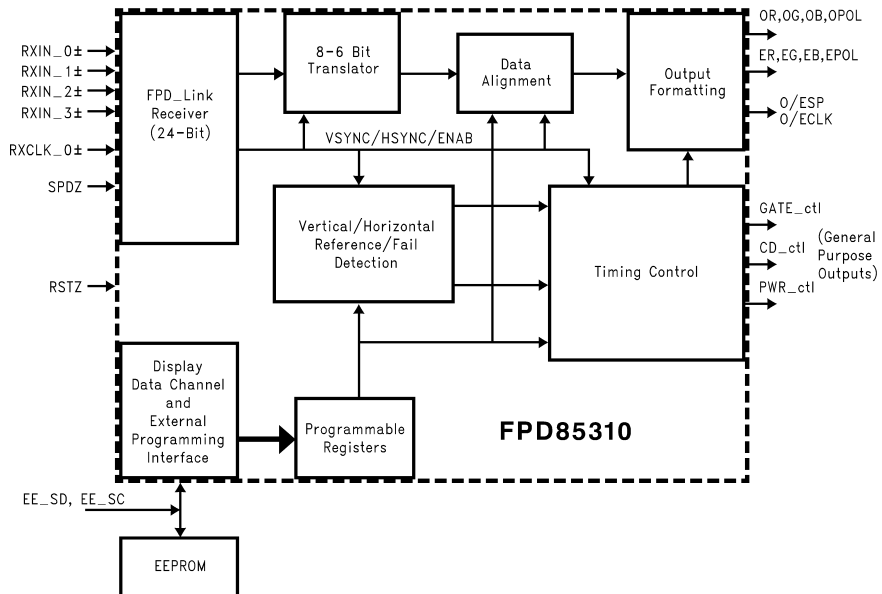 RXIN_0±
RXIN_1±
RXIN_2±
RXIN_3±
RXCLK_0±
SPDZ
RSTZ
FPD_Link
Receiver
(24-Bit)
8-6 Bit
Translator
Data
Alignment
Output
Formatting
OR,OG,OB,OPOL
ER,EG,EB,EPOL
O/ESP
O/ECLK
VSYNC/HSYNC/ENAB
Vertical/Horizontal
Reference/Fail
Detection
Timing Control
GATE_ctl
CD_ctl
PWR_ctl
(General
Purpose
Outputs)
Display
Data Channel
and
External
Programming
Interface
Programmable
Registers
FPD85310
EE_SD, EE_SC
EEPROM